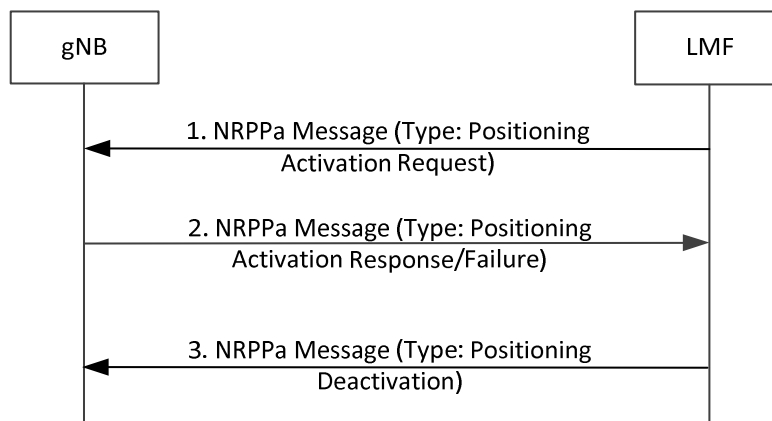 gNB
LMF
1. NRPPa Message (Type: Positioning
Activation Request)
2. NRPPa Message (Type: Positioning
Activation Response/Failure)
3. NRPPa Message (Type: Positioning
Deactivation)